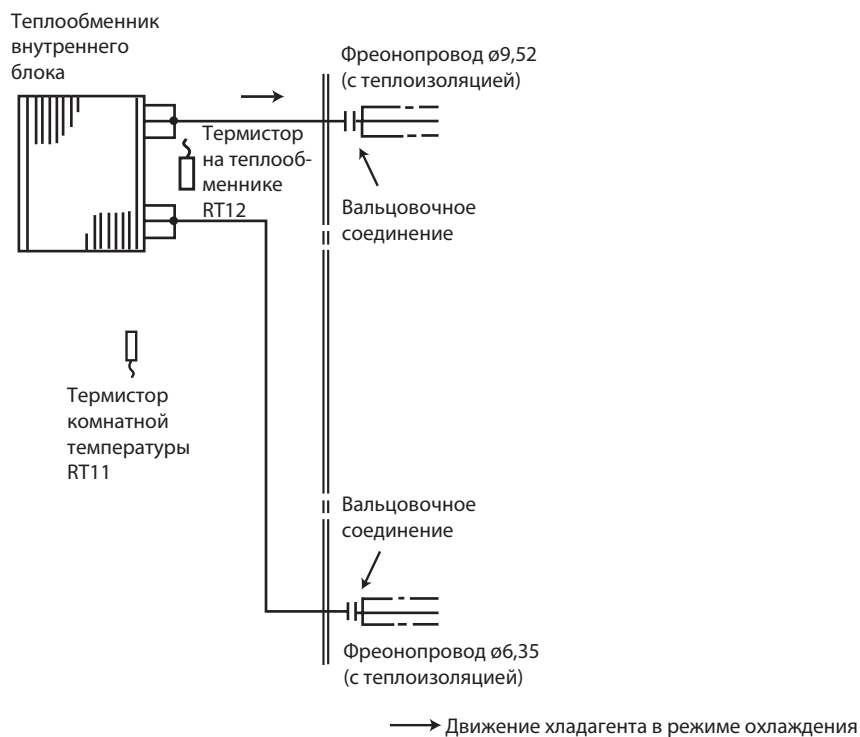 Теплообменник
внутреннего
блока
Фреонопровод ø9,52
(с теплоизоляцией)
Термистор
на теплооб-
меннике
RT12
Вальцовочное
соединение
Термистор
комнатной
температуры
RT11
Вальцовочное
соединение
Фреонопровод ø6,35
(с теплоизоляцией)
Движение хладагента в режиме охлаждения